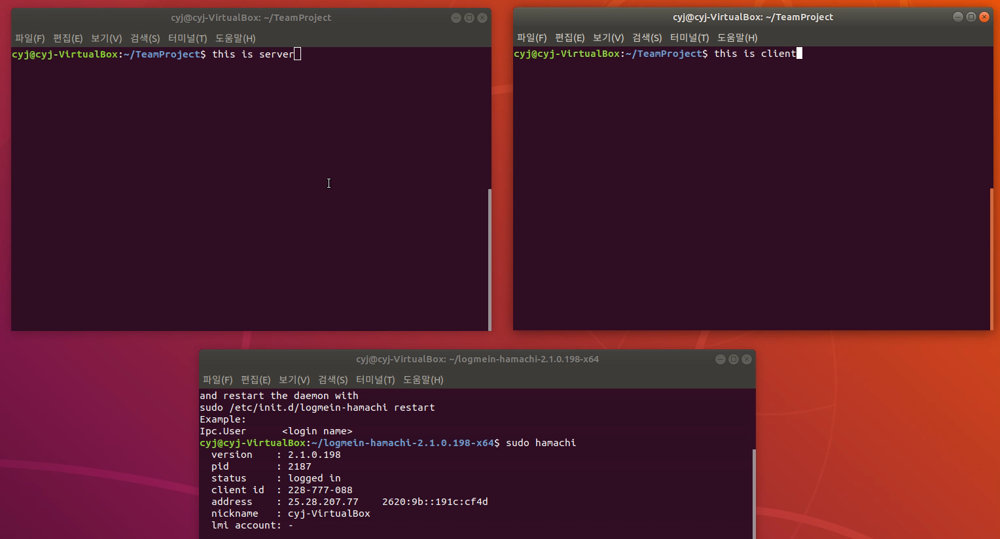 cyj@cyj-VirtualBox: ~/TeamProject
파일(F) 편집(E) 보기(V) 검색(S) 터미널(T) 도움말(H)
cyj@cyj-VirtualBox:~/TeamProject$ this is server
cyj@cyj-VirtualBox: ~/TeamProject
파일(F) 편집(E) 보기(V) 검색(S) 터미널(T) 도움말(H)
cyj@cyj-VirtualBox:~/TeamProject$ this is client
cyj@cyj-VirtualBox: ~/logmein-hamachi-2.1.0.198-x64
파일(F) 편집(E) 보기(V) 검색(S) 터미널(T) 도움말(H)
and restart the daemon with
sudo /etc/init.d/logmein-hamachi restart
Example:
Ipc.User      <login name>
cyj@cyj-VirtualBox:~/logmein-hamachi-2.1.0.198-x64$ sudo hamachi
  version    : 2.1.0.198
  pid        : 2187
  status     : logged in
  client id  : 228-777-088
  address    : 25.28.207.77    2620:9b::191c:cf4d
  nickname   : cyj-VirtualBox
  lmi account: -